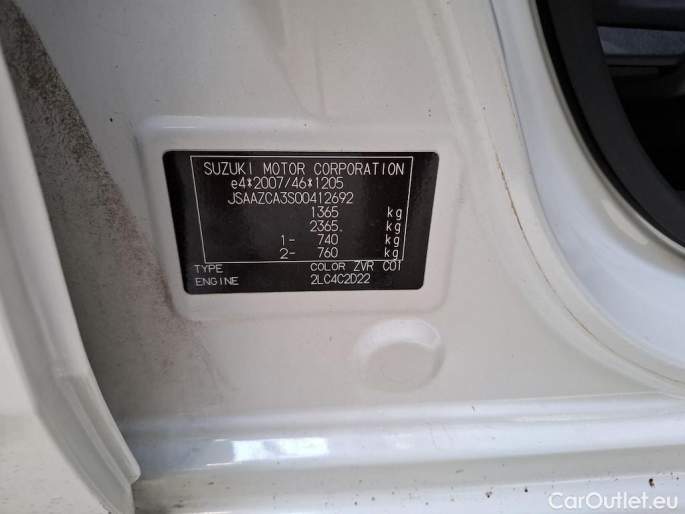 SUZUKI MOTOR CORPORATION
e4*2007/46*1205
JSAAZCA3S00412692
1365 kg
2365 kg
1- 740 kg
2- 760 kg
TYPE COLOR ZVR COT
ENGINE 2LC4C2D22
CarOutlet.eu